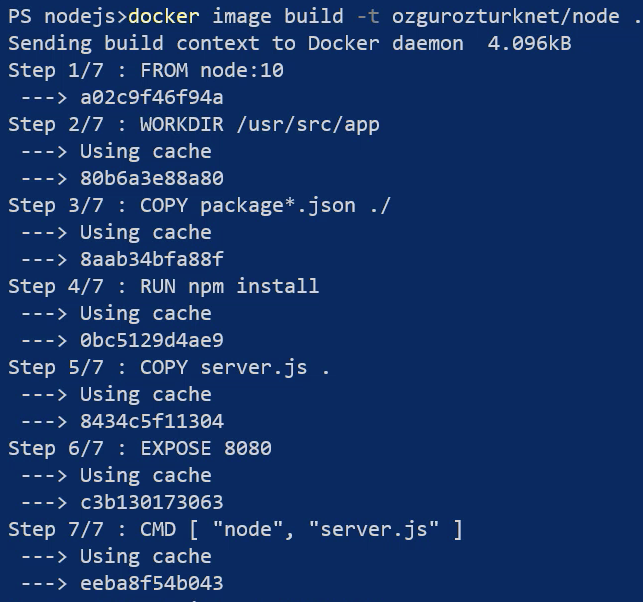 PS nodejs>docker image build -t ozgurozturknet/node .
Sending build context to Docker daemon  4.096kB
Step 1/7 : FROM node:10
 ---> a02c9f46f94a
Step 2/7 : WORKDIR /usr/src/app
 ---> Using cache
 ---> 80b6a3e88a80
Step 3/7 : COPY package*.json ./
 ---> Using cache
 ---> 8aab34bfa88f
Step 4/7 : RUN npm install
 ---> Using cache
 ---> 0bc5129d4ae9
Step 5/7 : COPY server.js .
 ---> Using cache
 ---> 8434c5f11304
Step 6/7 : EXPOSE 8080
 ---> Using cache
 ---> c3b130173063
Step 7/7 : CMD [ "node", "server.js" ]
 ---> Using cache
 ---> eeba8f54b043